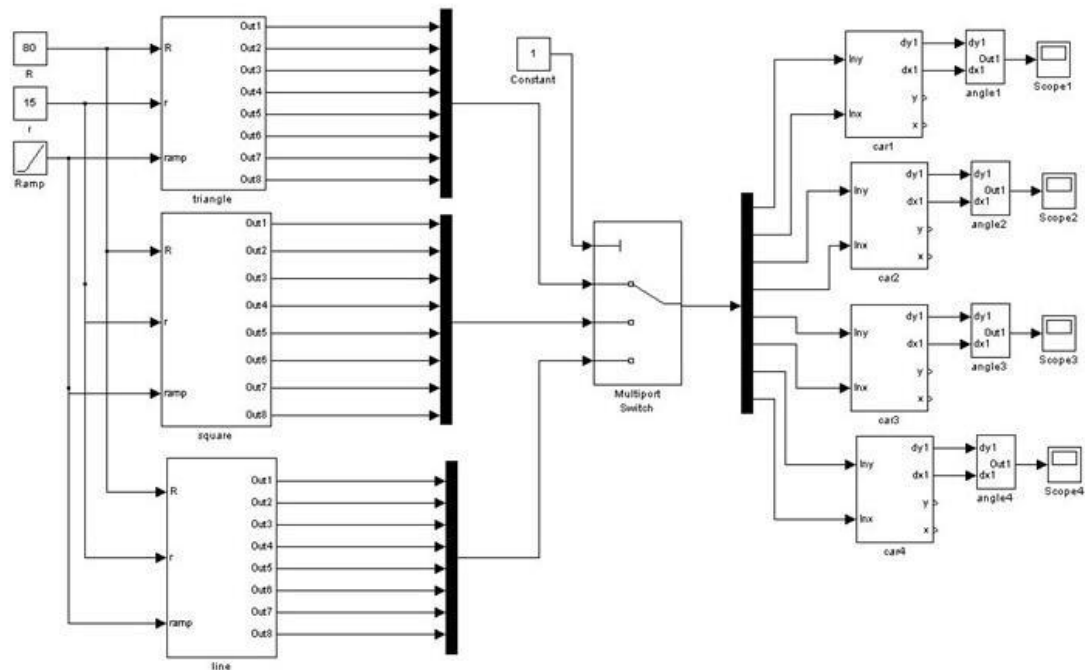 80
R
15
r
Ramp
R
r
ramp
Out1
Out2
Out3
Out4
Out5
Out6
Out7
Out8
triangle
R
r
ramp
Out1
Out2
Out3
Out4
Out5
Out6
Out7
Out8
square
R
r
ramp
Out1
Out2
Out3
Out4
Out5
Out6
Out7
Out8
line
1
Constant
Multiport
Switch
Iny
Inx
dy1
dx1
y
x
car1
dy1
dx1
Out1
angle1
Scope1
Iny
Inx
dy1
dx1
y
x
car2
dy1
dx1
Out1
angle2
Scope2
Iny
Inx
dy1
dx1
y
x
car3
dy1
dx1
Out1
angle3
Scope3
Iny
Inx
dy1
dx1
y
x
car4
dy1
dx1
Out1
angle4
Scope4